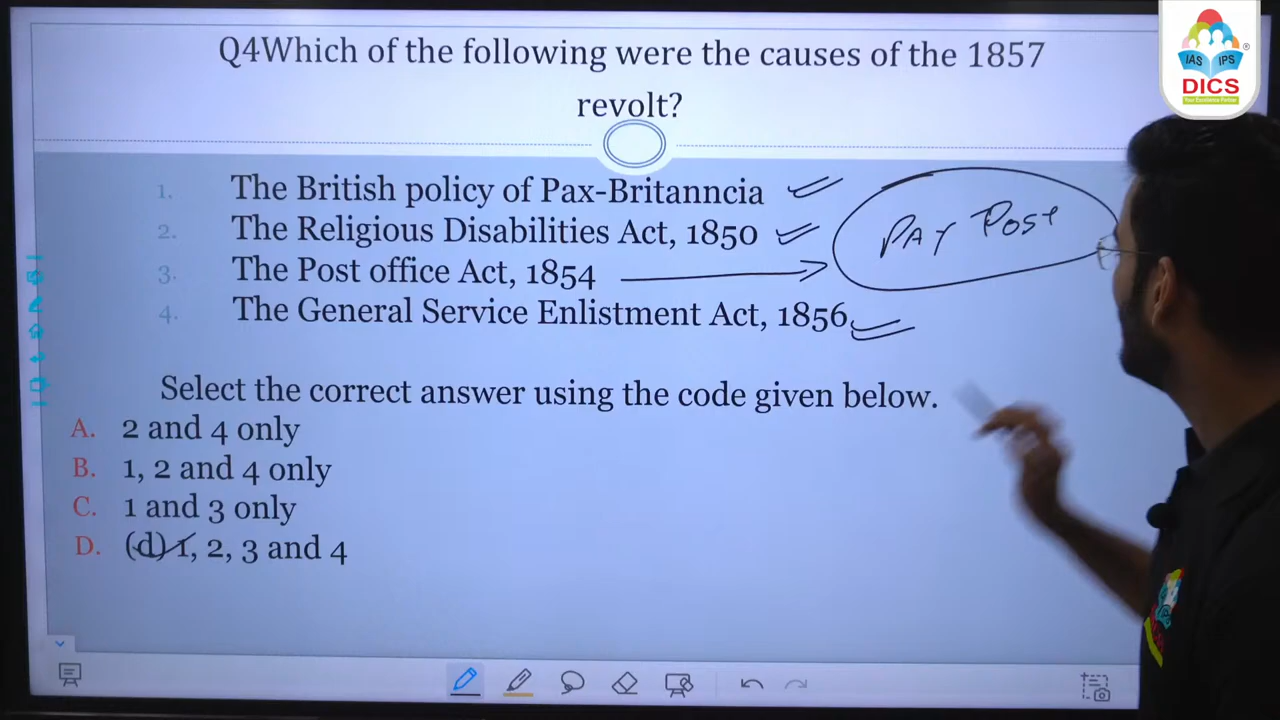 Q4Which of the following were the causes of the 1857
revolt?
IAS IPS
DICS
Your Excellence Partner
1. The British policy of Pax-Britanncia
2. The Religious Disabilities Act, 1850
3. The Post office Act, 1854
4. The General Service Enlistment Act, 1856
PAY Post
Select the correct answer using the code given below.
A. 2 and 4 only
B. 1, 2 and 4 only
C. 1 and 3 only
D. (d) 1, 2, 3 and 4